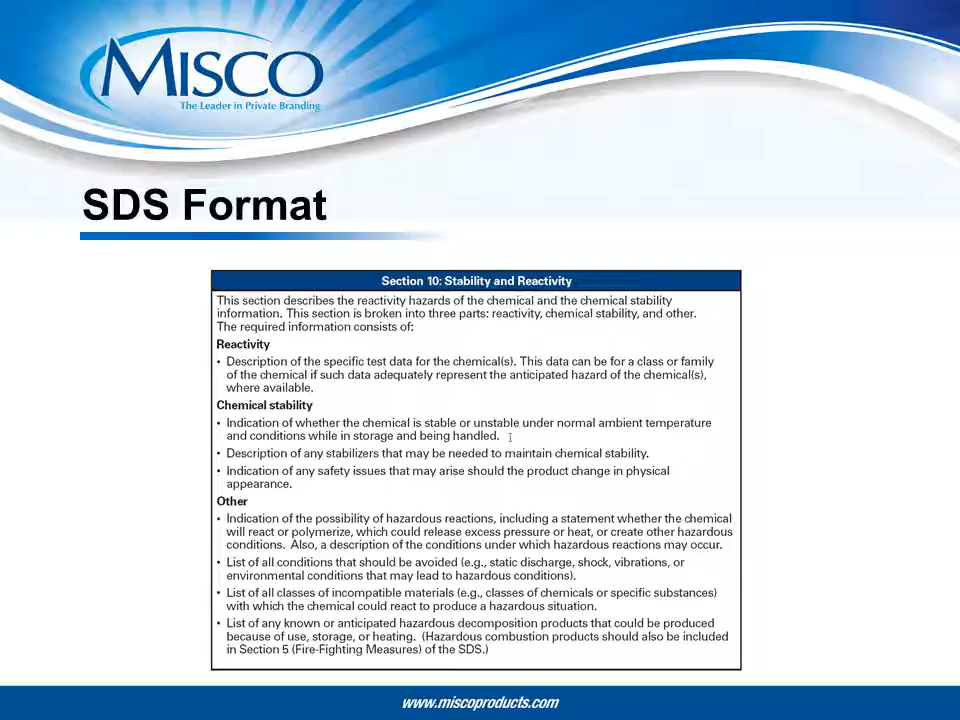 MISCO
The Leader in Private Branding
SDS Format
Section 10: Stability and Reactivity
This section describes the reactivity hazards of the chemical and the chemical stability
information. This section is broken into three parts: reactivity, chemical stability, and other.
The required information consists of:
Reactivity
• Description of the specific test data for the chemical(s). This data can be for a class or family
of the chemical if such data adequately represent the anticipated hazard of the chemical(s),
where available.
Chemical stability
• Indication of whether the chemical is stable or unstable under normal ambient temperature
and conditions while in storage and being handled.
• Description of any stabilizers that may be needed to maintain chemical stability.
• Indication of any safety issues that may arise should the product change in physical
appearance.
Other
• Indication of the possibility of hazardous reactions, including a statement whether the chemical
will react or polymerize, which could release excess pressure or heat, or create other hazardous
conditions. Also, a description of the conditions under which hazardous reactions may occur.
• List of all conditions that should be avoided (e.g., static discharge, shock, vibrations, or
environmental conditions that may lead to hazardous conditions).
• List of all classes of incompatible materials (e.g., classes of chemicals or specific substances)
with which the chemical could react to produce a hazardous situation.
• List of any known or anticipated hazardous decomposition products that could be produced
because of use, storage, or heating. (Hazardous combustion products should also be included
in Section 5 (Fire-Fighting Measures) of the SDS.)
www.miscoproducts.com